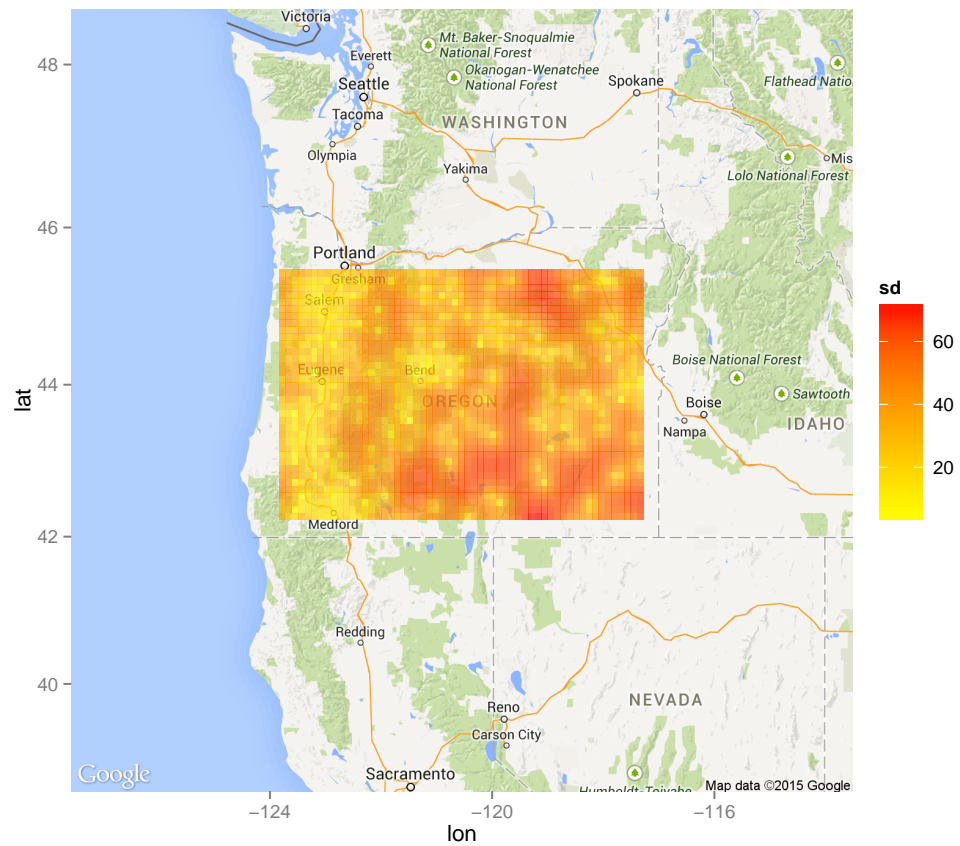 Victoria
Mt. Baker-Snoqualmie
National Forest
Everett
48
Okanogan-Wenatchee
National Forest
Flathead Natio
Spokane
Seattle
Tacoma
WASHINGTON
Olympia
Mis
Yakima
Lolo National Forest
46
Portland
Gresham
Salem
sd
60
Boise National Forest
Eugene
Bend
44
Sawtooth
lat
OREGON
Boise
40
IDAHO
Nampa
20
Medford
42
Redding
40
NEVADA
Reno
Carson City
Google
Sacramento
Humboldt-Toiyabe
Map data ©2015 Google
−124
−120
−116
lon